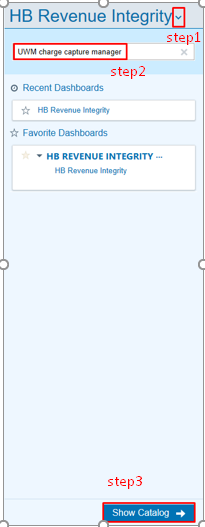 HB Revenue Integrity
step1
UWM charge capture manager
step2
Recent Dashboards
HB Revenue Integrity
Favorite Dashboards
HB REVENUE INTEGRITY ...
HB Revenue Integrity
step3
Show Catalog